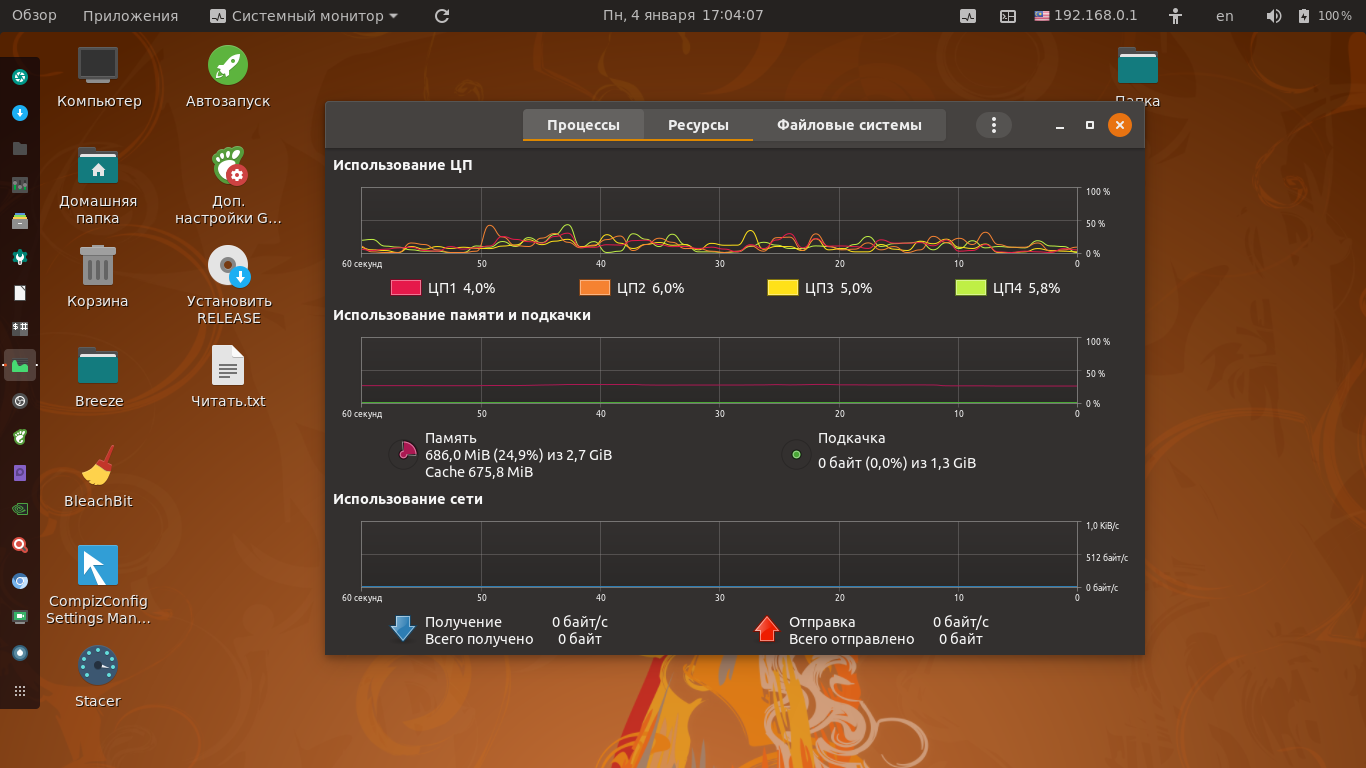 Обзор Приложения Системный монитор Пн, 4 января 17:04:07 192.168.0.1 en 100 %
Компьютер
Автозапуск
Папка
Домашняя
папка
Доп.
настройки G...
Корзина
Установить
RELEASE
Breeze
Читать.txt
BleachBit
CompizConfig
Settings Man...
Stacer
$ #
Процессы Ресурсы Файловые системы
Использование ЦП
100 %
50 %
0 %
60 секунд 50 40 30 20 10 0
ЦП1 4,0% ЦП2 6,0% ЦП3 5,0% ЦП4 5,8%
Использование памяти и подкачки
100 %
50 %
0 %
60 секунд 50 40 30 20 10 0
Память
686,0 MiB (24,9%) из 2,7 GiB
Cache 675,8 MiB
Подкачка
0 байт (0,0%) из 1,3 GiB
Использование сети
1,0 KiB/с
512 байт/с
0 байт/с
60 секунд 50 40 30 20 10 0
Получение 0 байт/с
Всего получено 0 байт
Отправка 0 байт/с
Всего отправлено 0 байт